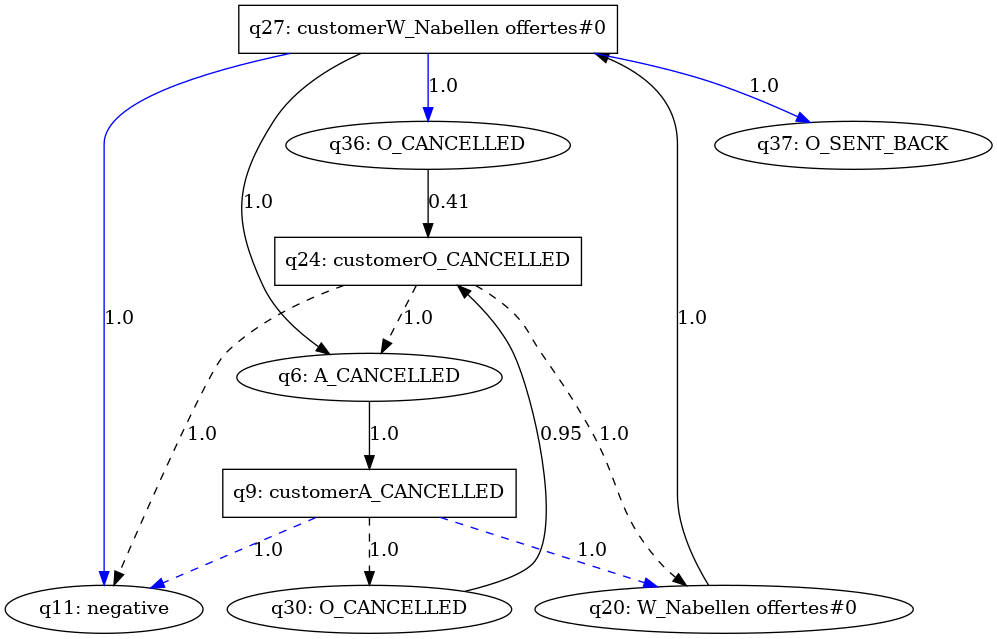 q27: customerW_Nabellen offertes#0
1.0
1.0
q36: O_CANCELLED
q37: O_SENT_BACK
1.0
0.41
q24: customerO_CANCELLED
1.0
1.0
1.0
q6: A_CANCELLED
1.0
1.0
0.95
1.0
q9: customerA_CANCELLED
1.0
1.0
1.0
q11: negative
q30: O_CANCELLED
q20: W_Nabellen offertes#0